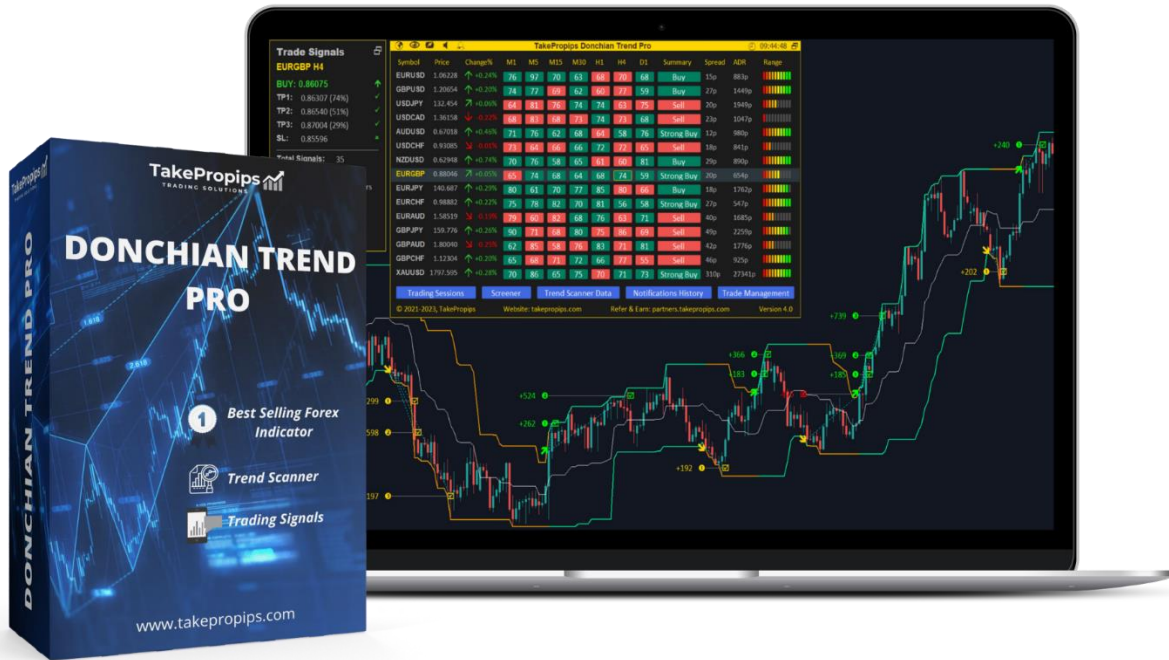 TakePropips
TRADING SOLUTIONS
DONCHIAN TREND
PRO
1 Best Selling Forex
Indicator
Trend Scanner
Trading Signals
www.takepropips.com
TakePropips
DONCHIAN TREND PRO
Trade Signals
EURGBP H4
BUY: 0.86075
TP1: 0.86307 (74%)
TP2: 0.86540 (51%)
TP3: 0.87004 (29%)
SL: 0.85596
Total Signals: 35
TakePropips Donchian Trend Pro 09:44:48
Symbol Price Change% M1 M5 M15 M30 H1 H4 D1 Summary Spread ADR Range
EURUSD 1.06228 +0.24% 76 97 70 63 68 70 68 Buy 15p 883p
GBPUSD 1.20654 +0.20% 74 77 69 62 60 77 59 Buy 27p 1449p
USDJPY 132.454 +0.06% 64 81 76 74 74 63 75 Sell 20p 1949p
USDCAD 1.36158 -0.22% 68 83 68 73 74 73 68 Sell 23p 1047p
AUDUSD 0.67018 +0.46% 71 76 62 68 64 58 76 Strong Buy 12p 980p
USDCHF 0.93085 -0.01% 73 64 66 66 72 72 65 Sell 18p 841p
NZDUSD 0.62948 +0.74% 70 76 58 65 61 60 81 Buy 29p 890p
EURGBP 0.88046 +0.05% 65 74 68 64 68 74 59 Strong Buy 20p 654p
EURJPY 140.687 +0.29% 80 61 70 77 85 80 66 Buy 18p 1762p
EURCHF 0.98882 +0.22% 75 78 82 70 81 56 58 Strong Buy 27p 547p
EURAUD 1.58519 79 60 82 68 76 63 71 Sell 40p 1685p
GBPJPY 159.776 +0.26% 90 71 68 80 75 86 69 Sell 49p 2259p
GBPAUD 1.80040 62 85 58 76 83 71 81 Sell 42p 1776p
GBPCHF 1.12304 +0.20% 65 68 71 72 66 77 55 Sell 46p 925p
XAUUSD 1797.595 +0.28% 70 86 65 75 70 71 73 Strong Buy 310p 27341p
Trading Sessions Screener Trend Scanner Data Notifications History Trade Management
© 2021-2023, TakePropips Website: takepropips.com Refer & Earn: partners.takepropips.com Version 4.0
+240
+202
+739
+369
+185
+366
+183
+524
+262
+192
299
598
197